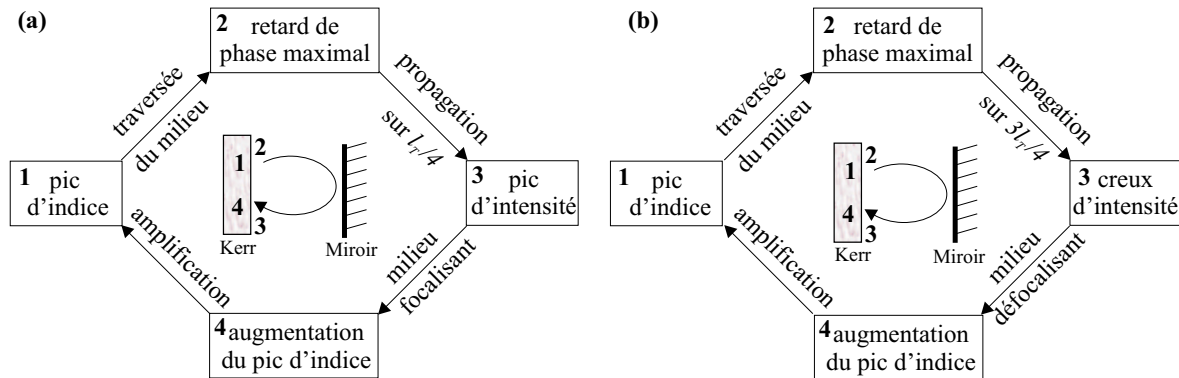 (a)
2 retard de
phase maximal
traversée
du milieu
propagation
sur l_r/4
1 pic
d'indice
1
2
4
3
Kerr
Miroir
3 pic
d'intensité
amplification
milieu
focalisant
4 augmentation
du pic d'indice
(b)
2 retard de
phase maximal
traversée
du milieu
propagation
sur 3l_r/4
1 pic
d'indice
1
2
4
3
Kerr
Miroir
3 creux
d'intensité
amplification
milieu
défocalisant
4 augmentation
du pic d'indice